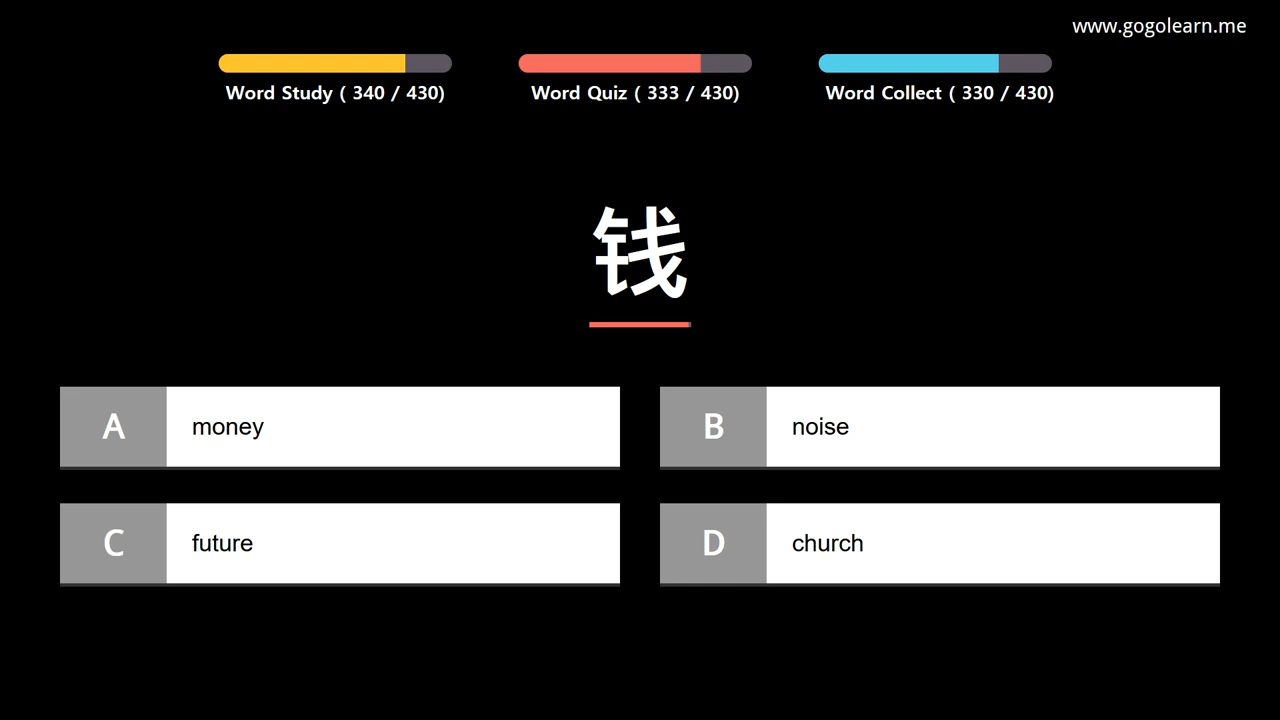 www.gogolearn.me
Word Study ( 340 / 430)
Word Quiz ( 333 / 430)
Word Collect ( 330 / 430)
钱
A money
B noise
C future
D church